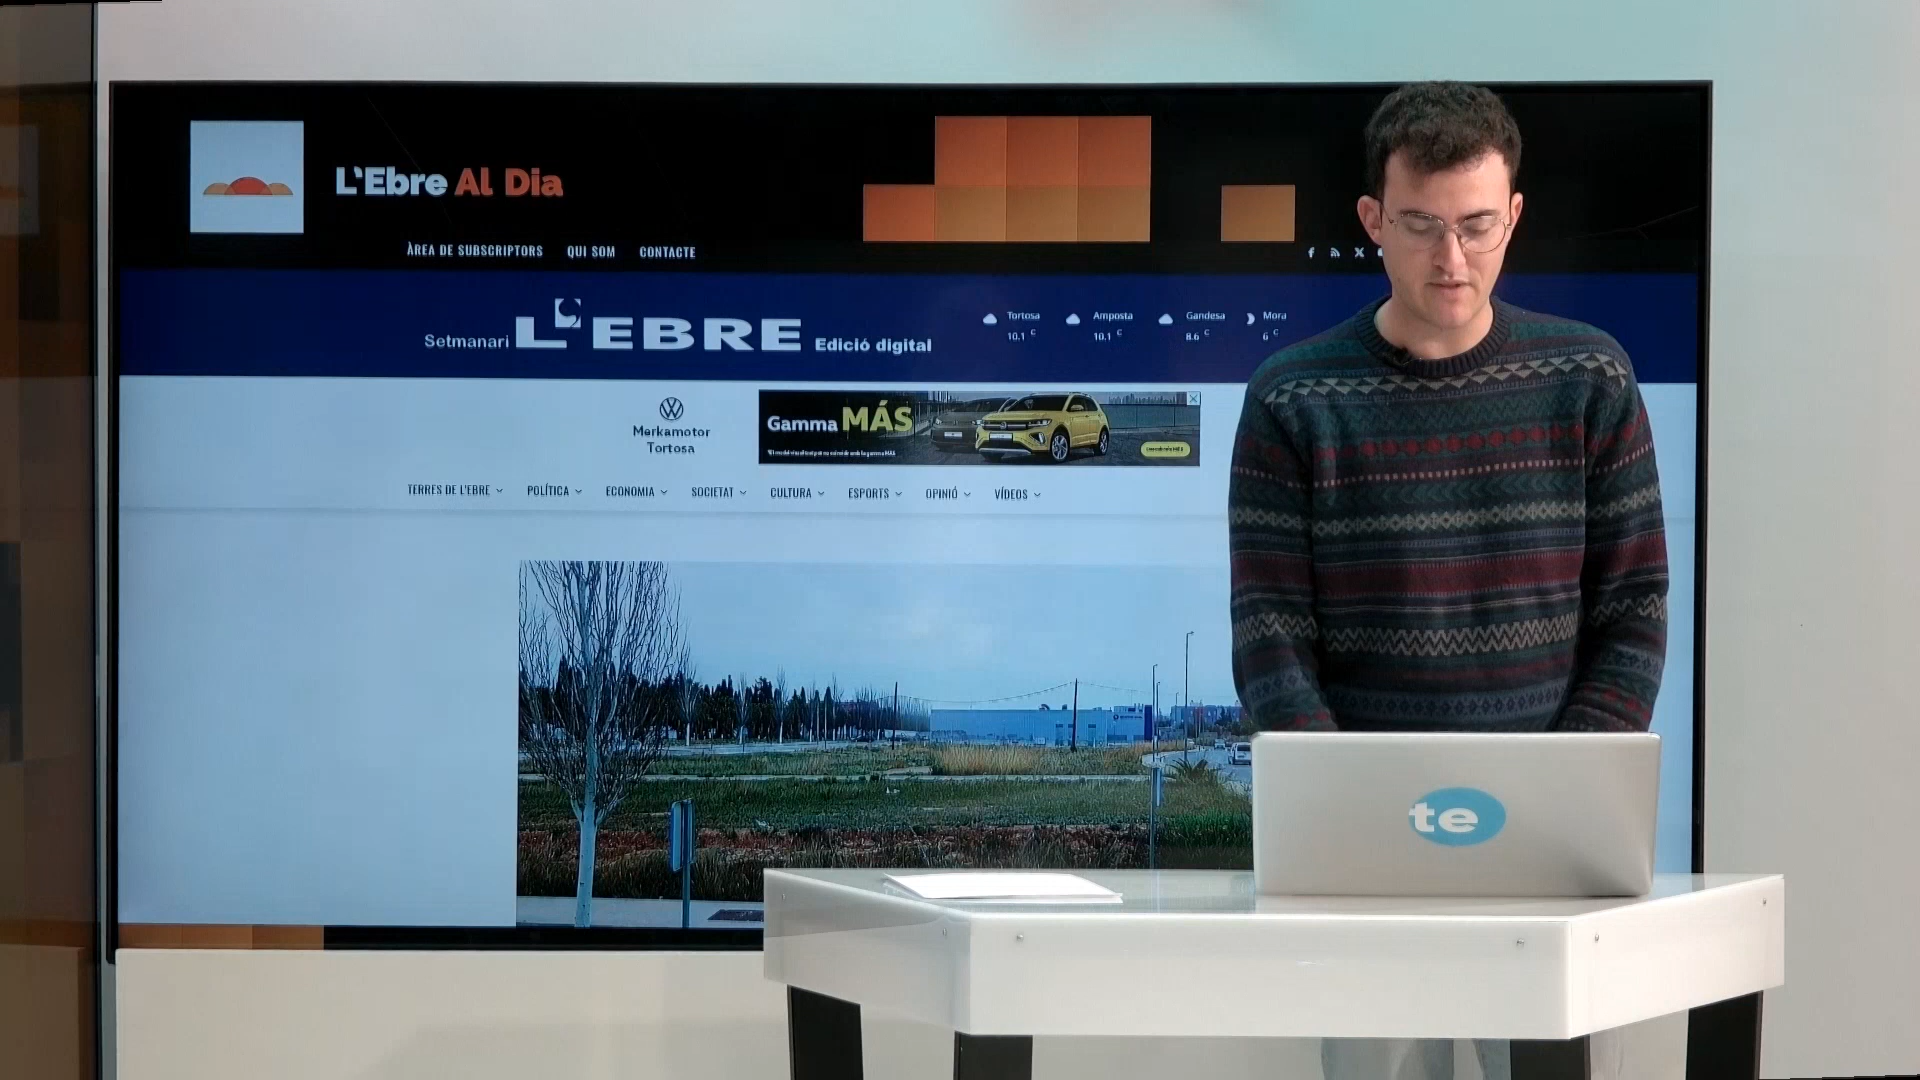 L'Ebre Al Dia
ÀREA DE SUBSCRIPTORS QUI SOM CONTACTE
Setmanari L'EBRE Edició digital
Tortosa Amposta Gandesa Mora
10.1 C 10.1 C 8.6 C 6 C
Merkamotor
Tortosa
Gamma MÁS
TERRES DE L'EBRE POLÍTICA ECONOMIA SOCIETAT CULTURA ESPORTS OPINIÓ VÍDEOS
te